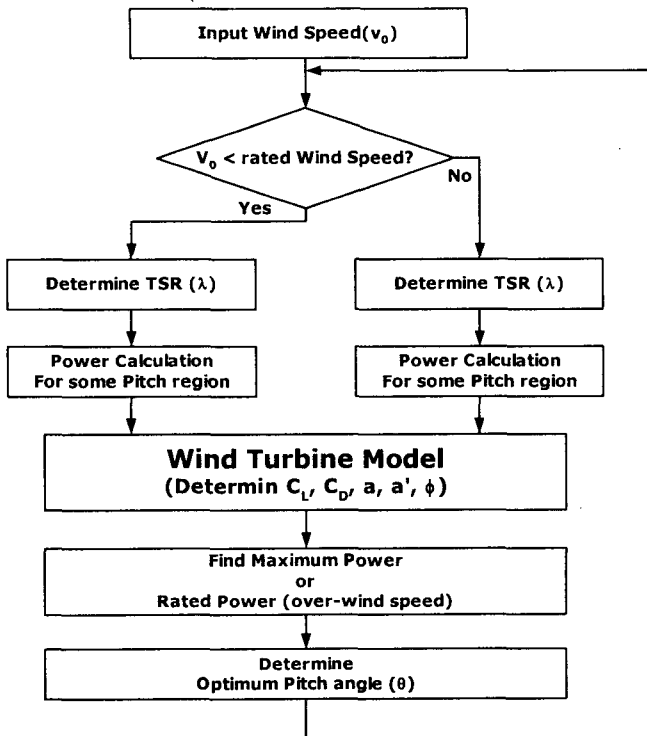 Input Wind Speed(v₀)
V₀ < rated Wind Speed?
No
Yes
Determine TSR (λ)
Determine TSR (λ)
Power Calculation
For some Pitch region
Power Calculation
For some Pitch region
Wind Turbine Model
(Determin C_L, C_D, a, a', ϕ)
Find Maximum Power
or
Rated Power (over-wind speed)
Determine
Optimum Pitch angle (θ)